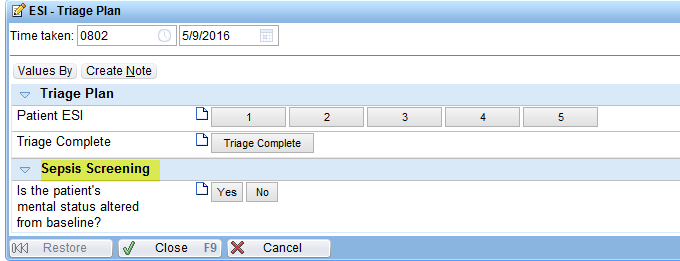 ESI - Triage Plan
Time taken: 0802 5/9/2016
Values By Create Note
Triage Plan
Patient ESI 1 2 3 4 5
Triage Complete Triage Complete
Sepsis Screening
Is the patient's Yes No
mental status altered
from baseline?
Restore Close F9 Cancel